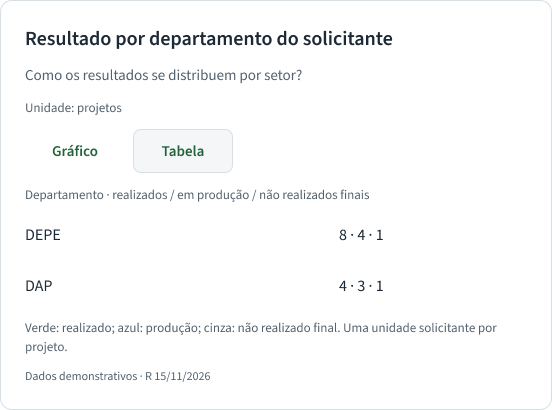 Resultado por departamento do solicitante
Como os resultados se distribuem por setor?
Unidade: projetos
Gráfico
Tabela
Departamento · realizados / em produção / não realizados finais
DEPE 8 · 4 · 1
DAP 4 · 3 · 1
Verde: realizado; azul: produção; cinza: não realizado final. Uma unidade solicitante por
projeto.
Dados demonstrativos · R 15/11/2026